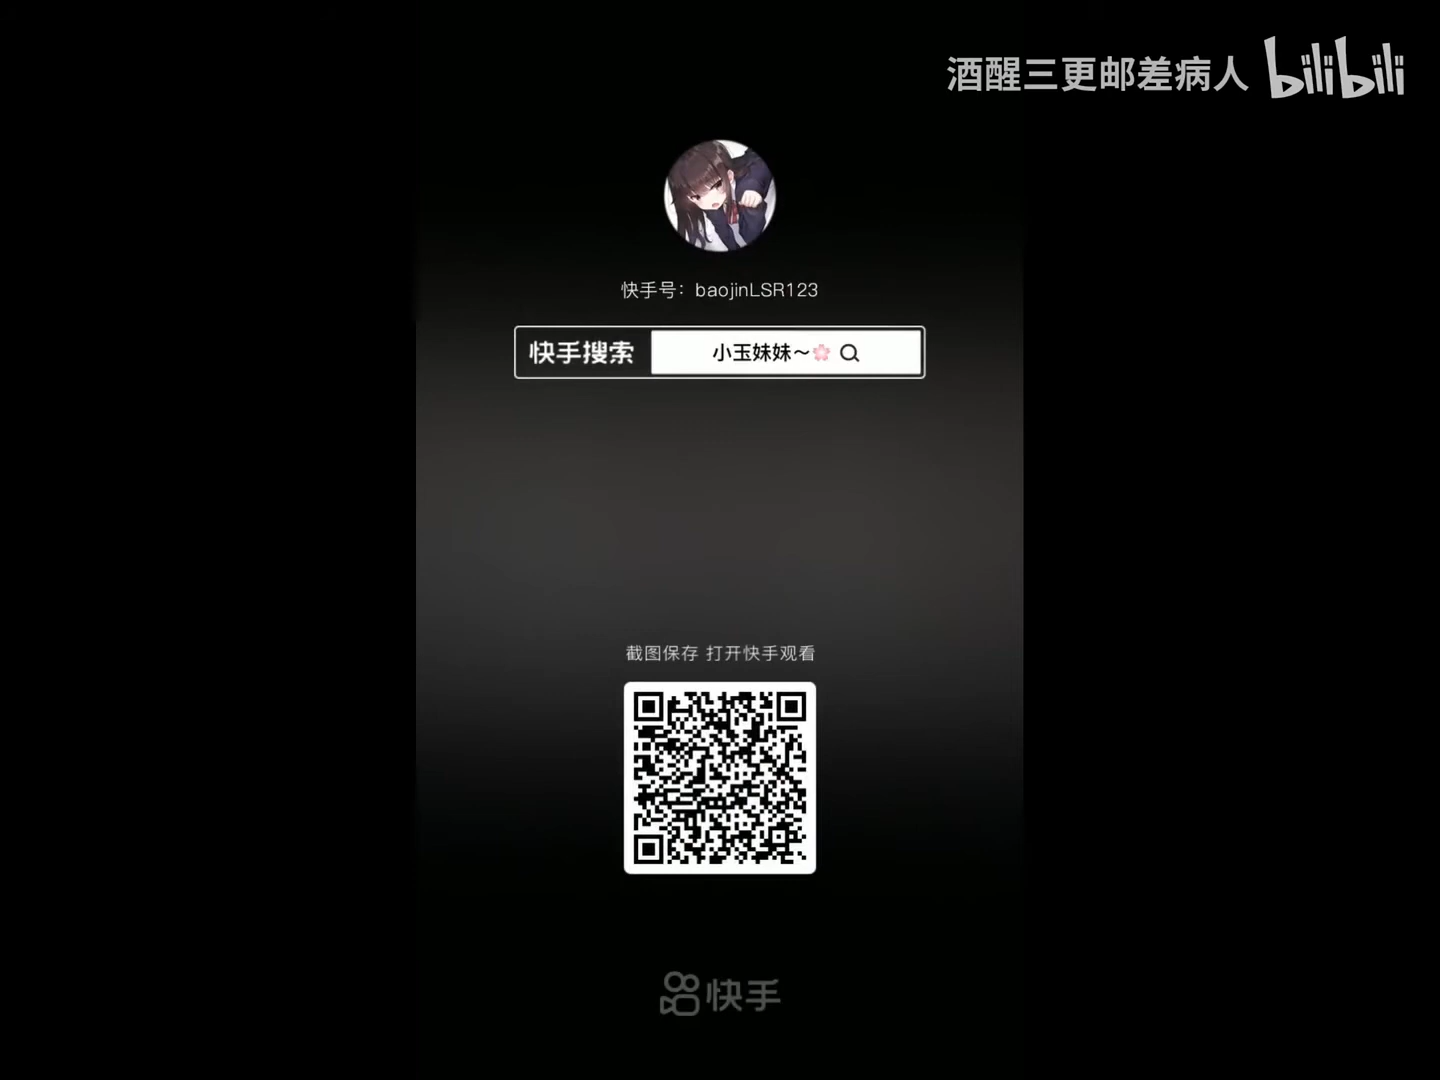 酒醒三更邮差病人 bilibili
快手号：baojinLSR123
快手搜索 小玉妹妹～🌸
截图保存 打开快手观看
快手